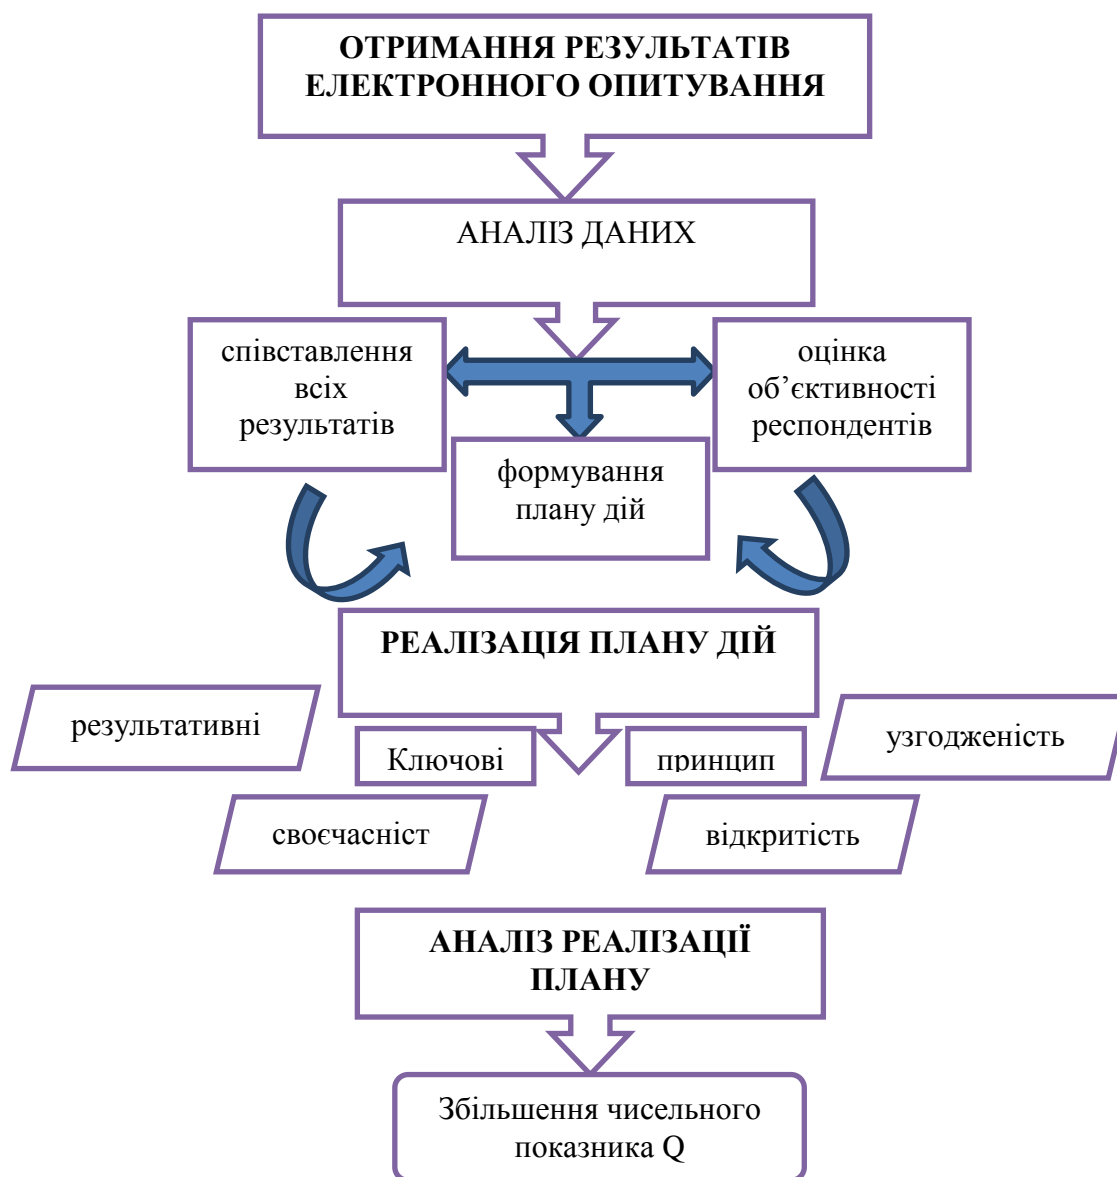 ОТРИМАННЯ РЕЗУЛЬТАТІВ
ЕЛЕКТРОННОГО ОПИТУВАННЯ
АНАЛІЗ ДАНИХ
співставлення
всіх
результатів
оцінка
об’єктивності
респондентів
формування
плану дій
РЕАЛІЗАЦІЯ ПЛАНУ ДІЙ
результативні
узгодженість
Ключові
принцип
своєчасніст
відкритість
АНАЛІЗ РЕАЛІЗАЦІЇ
ПЛАНУ
Збільшення чисельного
показника Q